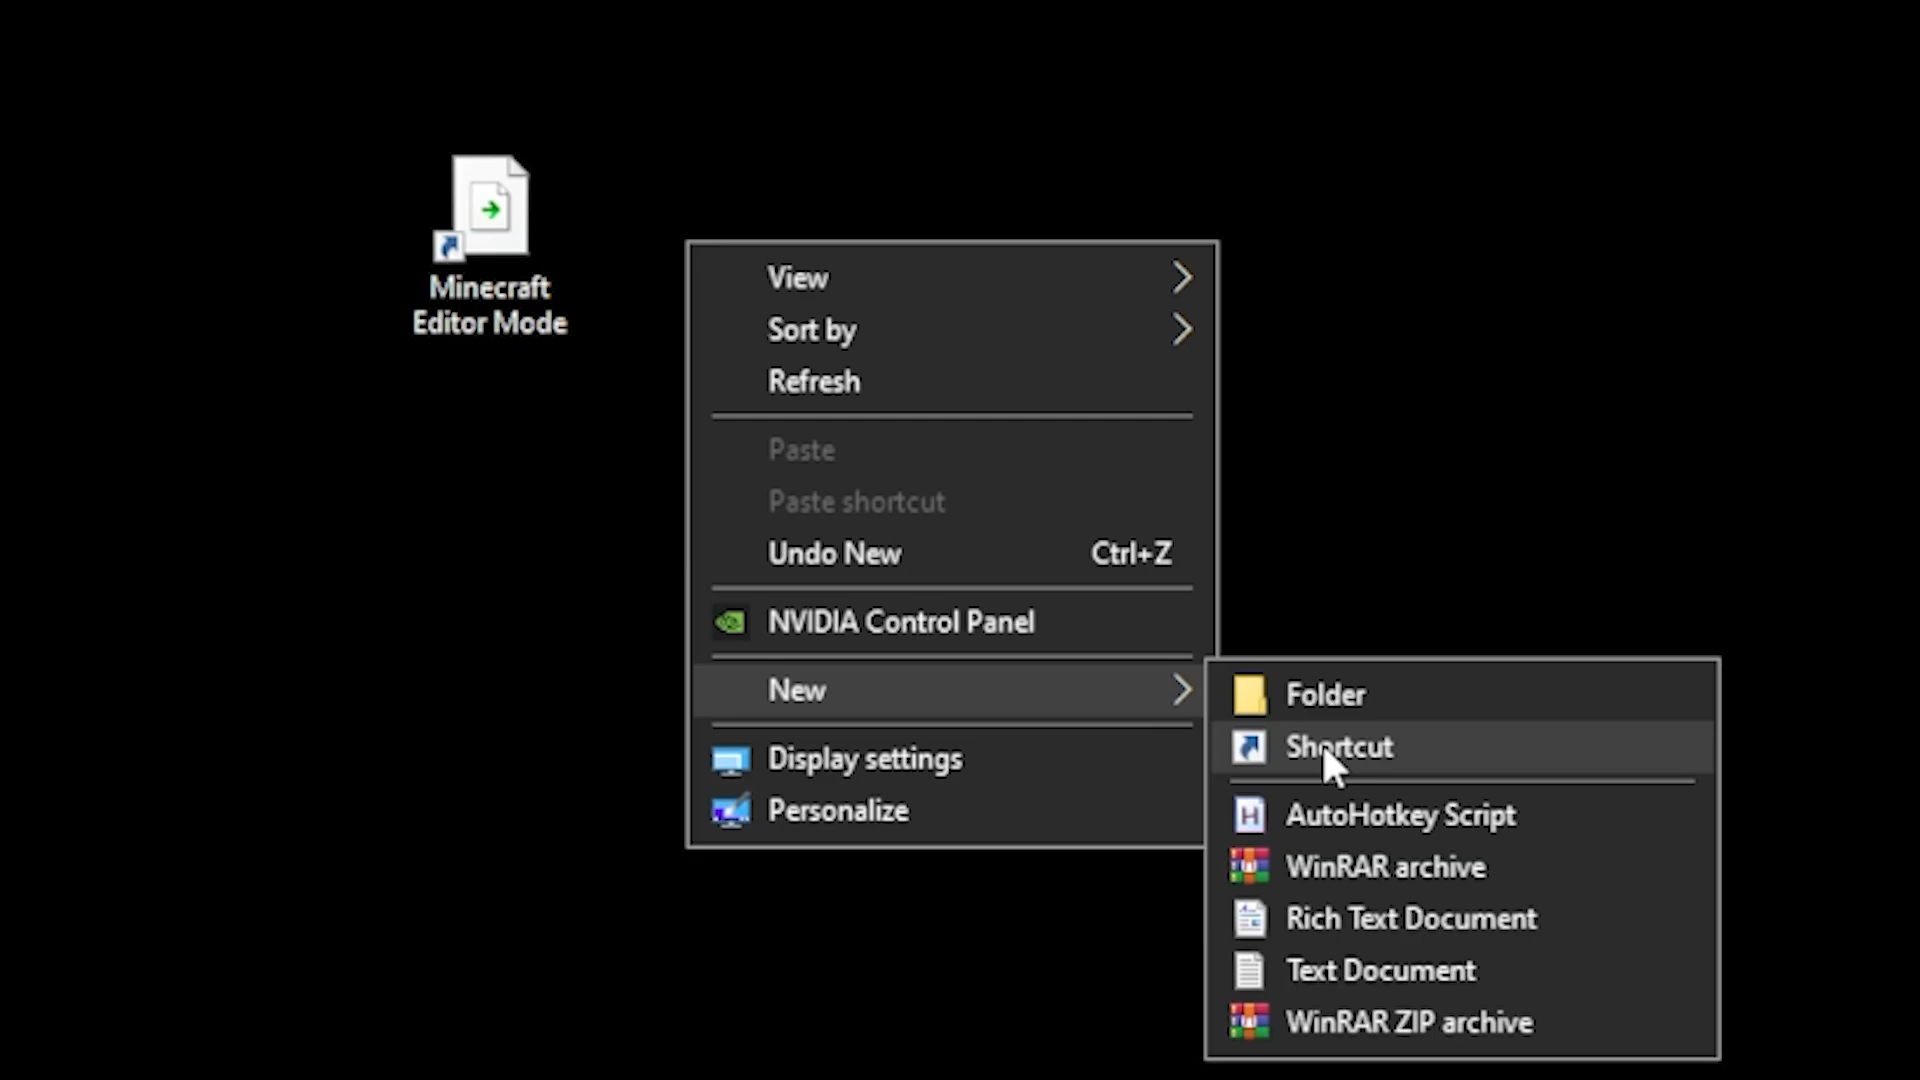 Minecraft
Editor Mode
View
Sort by
Refresh
Paste
Paste shortcut
Undo New Ctrl+Z
NVIDIA Control Panel
New
Display settings
Personalize
Folder
Shortcut
AutoHotkey Script
WinRAR archive
Rich Text Document
Text Document
WinRAR ZIP archive